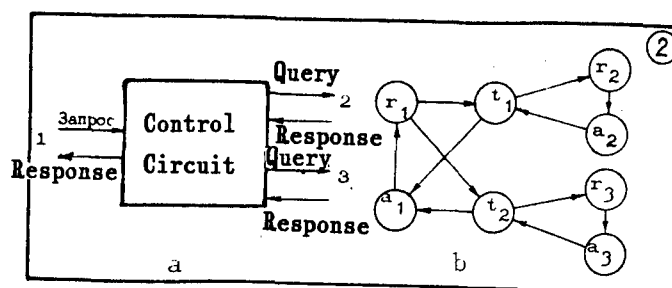 2
Query
2
Запрос
1
Control
Circuit
Response
Response
Query
3
Response
a
r1
t1
r2
a2
a1
t2
r3
a3
b